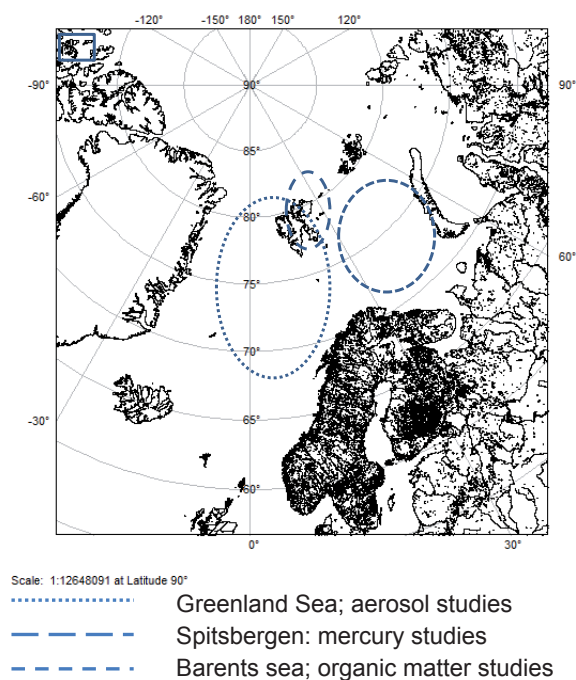 -120° -150° 180° 150° 120°
-90° 90° 90°
85°
-60° 80° 60°
75°
70°
-30° 65°
60°
0° 30°
Scale: 1:12648091 at Latitude 90°
Greenland Sea; aerosol studies
Spitsbergen: mercury studies
Barents sea; organic matter studies